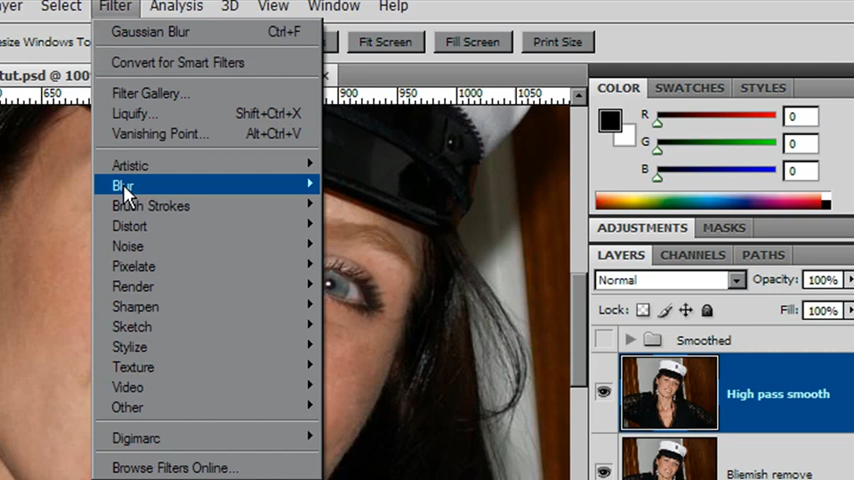 ayer Select Filter Analysis 3D View Window Help
esize Windows To
s Fit Screen Fill Screen Print Size
tut.psd @ 100
650 900 950 1000 1050
Gaussian Blur Ctrl+F
Convert for Smart Filters
Filter Gallery...
Liquify... Shift+Ctrl+X
Vanishing Point... Alt+Ctrl+V
Artistic
Blur
Brush Strokes
Distort
Noise
Pixelate
Render
Sharpen
Sketch
Stylize
Texture
Video
Other
Digimarc
Browse Filters Online...
COLOR SWATCHES STYLES
R 0
G 0
B 0
ADJUSTMENTS MASKS
LAYERS CHANNELS PATHS
Normal Opacity: 100%
Lock: Fill: 100%
Smoothed
High pass smooth
Blemish remove